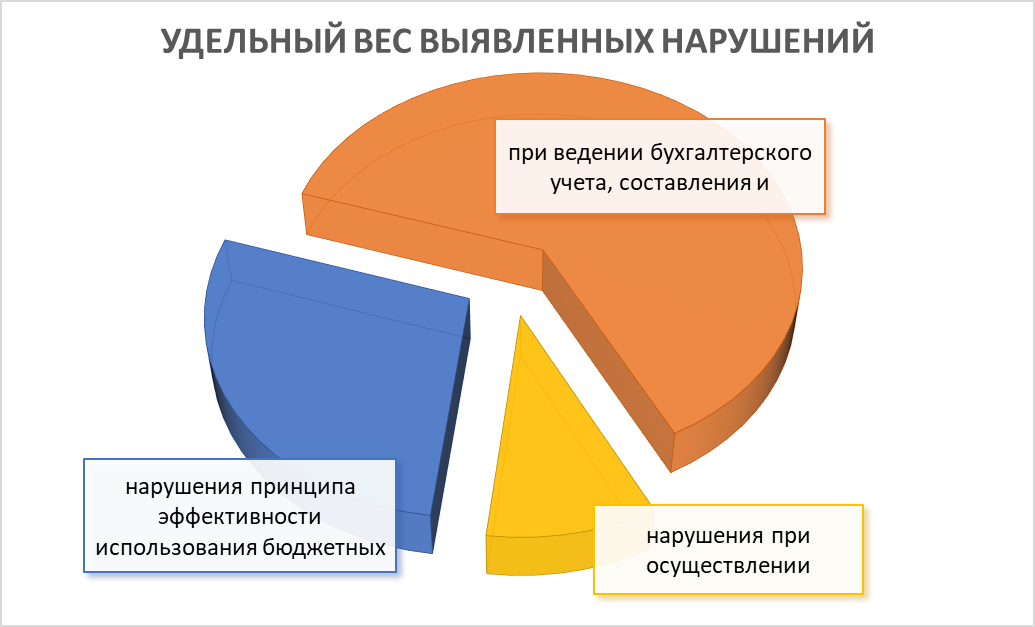 УДЕЛЬНЫЙ ВЕС ВЫЯВЛЕННЫХ НАРУШЕНИЙ
при ведении бухгалтерского
учета, составления и
нарушения принципа
эффективности
использования бюджетных
нарушения при
осуществлении